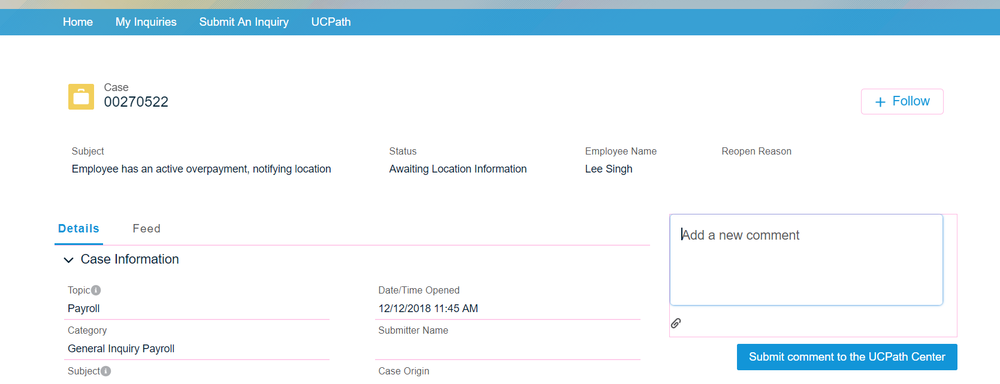 Home My Inquiries Submit An Inquiry UCPath
Case
00270522
+ Follow
Subject Status Employee Name Reopen Reason
Employee has an active overpayment, notifying location Awaiting Location Information Lee Singh
Details Feed
Add a new comment
Case Information
Topic Date/Time Opened
Payroll 12/12/2018 11:45 AM
Category Submitter Name
General Inquiry Payroll
Submit comment to the UCPath Center
Subject Case Origin